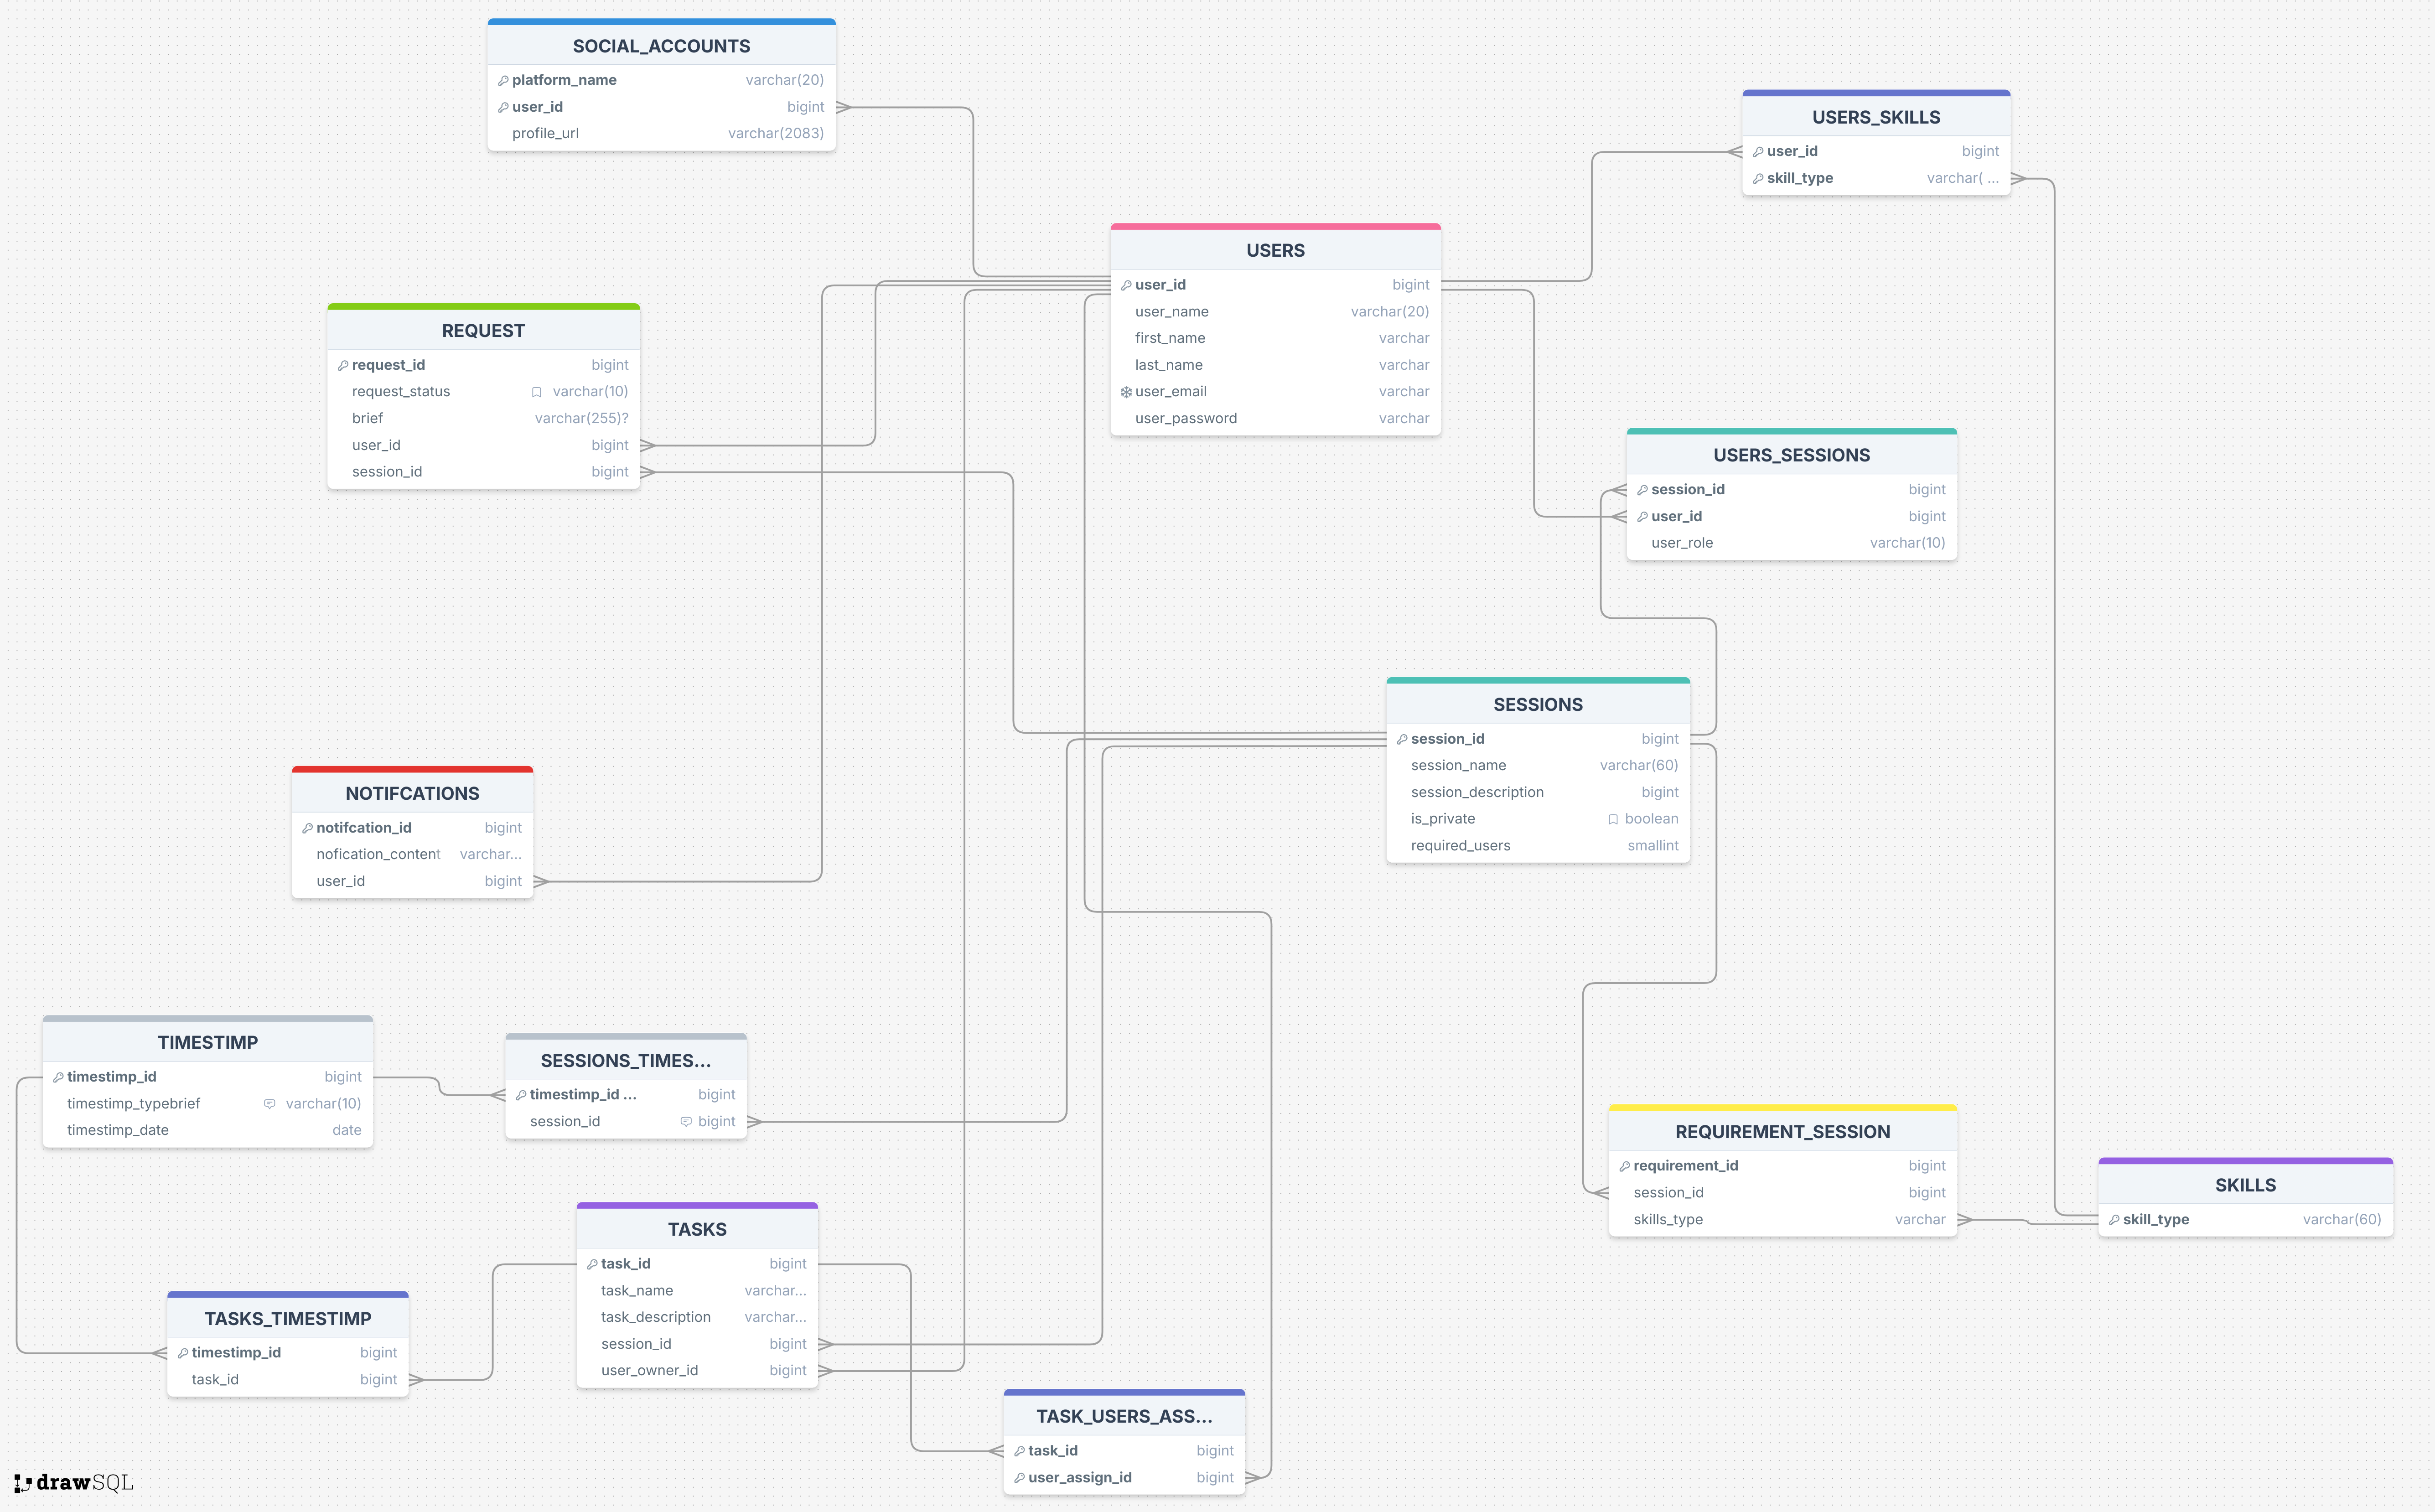 SOCIAL_ACCOUNTS
platform_name varchar(20)
user_id bigint
profile_url varchar(2083)
USERS_SKILLS
user_id bigint
skill_type varchar( ...
USERS
user_id bigint
user_name varchar(20)
first_name varchar
last_name varchar
user_email varchar
user_password varchar
REQUEST
request_id bigint
request_status varchar(10)
brief varchar(255)?
user_id bigint
session_id bigint
USERS_SESSIONS
session_id bigint
user_id bigint
user_role varchar(10)
SESSIONS
session_id bigint
session_name varchar(60)
session_description bigint
is_private boolean
required_users smallint
NOTIFCATIONS
notifcation_id bigint
nofication_content varchar...
user_id bigint
TIMESTIMP
timestimp_id bigint
timestimp_typebrief varchar(10)
timestimp_date date
SESSIONS_TIMES...
timestimp_id ... bigint
session_id bigint
REQUIREMENT_SESSION
requirement_id bigint
session_id bigint
skills_type varchar
SKILLS
skill_type varchar(60)
TASKS
task_id bigint
task_name varchar...
task_description varchar...
session_id bigint
user_owner_id bigint
TASKS_TIMESTIMP
timestimp_id bigint
task_id bigint
TASK_USERS_ASS...
task_id bigint
user_assign_id bigint
drawSQL